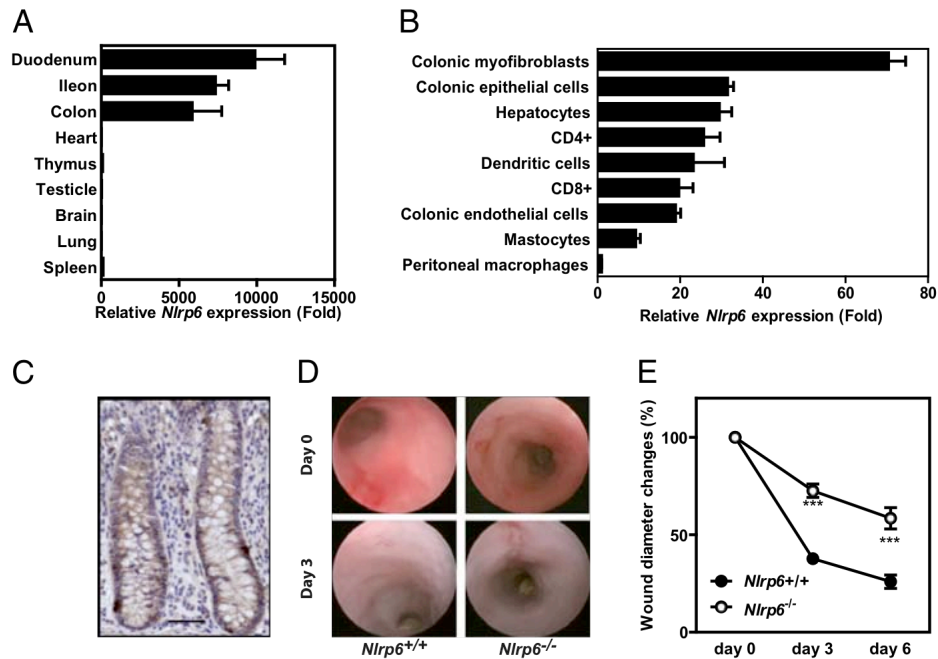 A
Duodenum
Ileon
Colon
Heart
Thymus
Testicle
Brain
Lung
Spleen
0 5000 10000 15000
Relative Nlrp6 expression (Fold)
B
Colonic myofibroblasts
Colonic epithelial cells
Hepatocytes
CD4+
Dendritic cells
CD8+
Colonic endothelial cells
Mastocytes
Peritoneal macrophages
0 20 40 60 80
Relative Nlrp6 expression (Fold)
C
D
Day 0
Day 3
Nlrp6+/+ Nlrp6-/-
E
Wound diameter changes (%)
100
50
0
***
***
Nlrp6+/+
Nlrp6-/-
day 0 day 3 day 6